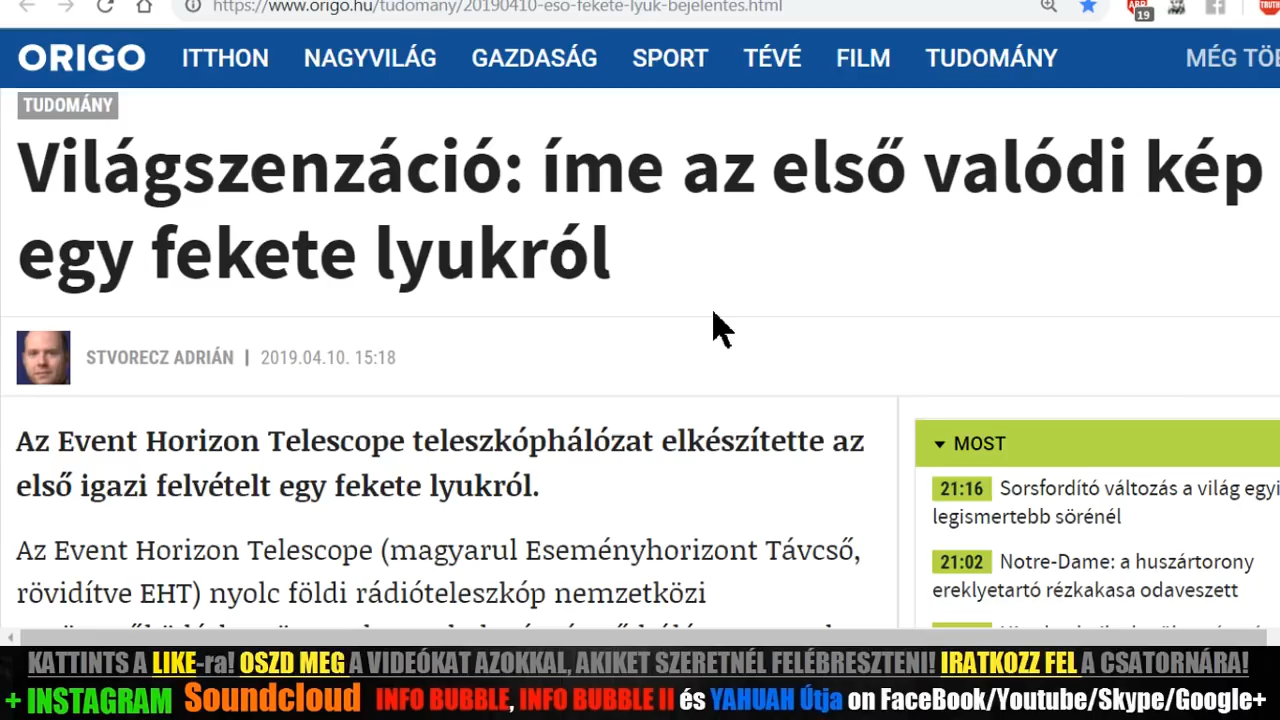 https://www.origo.hu/tudomany/20190410-eso-fekete-lyuk-bejelentes.html
19
ORIGO ITTHON NAGYVILÁG GAZDASÁG SPORT TÉVÉ FILM TUDOMÁNY MÉG TÖB
TUDOMÁNY
Világszenzáció: íme az első valódi kép
egy fekete lyukról
STVORECZ ADRIÁN | 2019.04.10. 15:18
Az Event Horizon Telescope teleszkóphálózat elkészítette az
első igazi felvételt egy fekete lyukról.
Az Event Horizon Telescope (magyarul Eseményhorizont Távcső,
rövidítve EHT) nyolc földi rádióteleszkóp nemzetközi
MOST
21:16 Sorsfordító változás a világ egyi
legismertebb sörénél
21:02 Notre-Dame: a huszártorony
ereklyetartó rézkakasa odaveszett
KATTINTS A LIKE-ra! OSZD MEG A VIDEÓKAT AZOKKAL, AKIKET SZERETNÉL FELÉBRESZTENI! IRATKOZZ FEL A CSATORNÁRA!
+ INSTAGRAM Soundcloud INFO BUBBLE, INFO BUBBLE II és YAHUAH Útja on FaceBook/Youtube/Skype/Google+